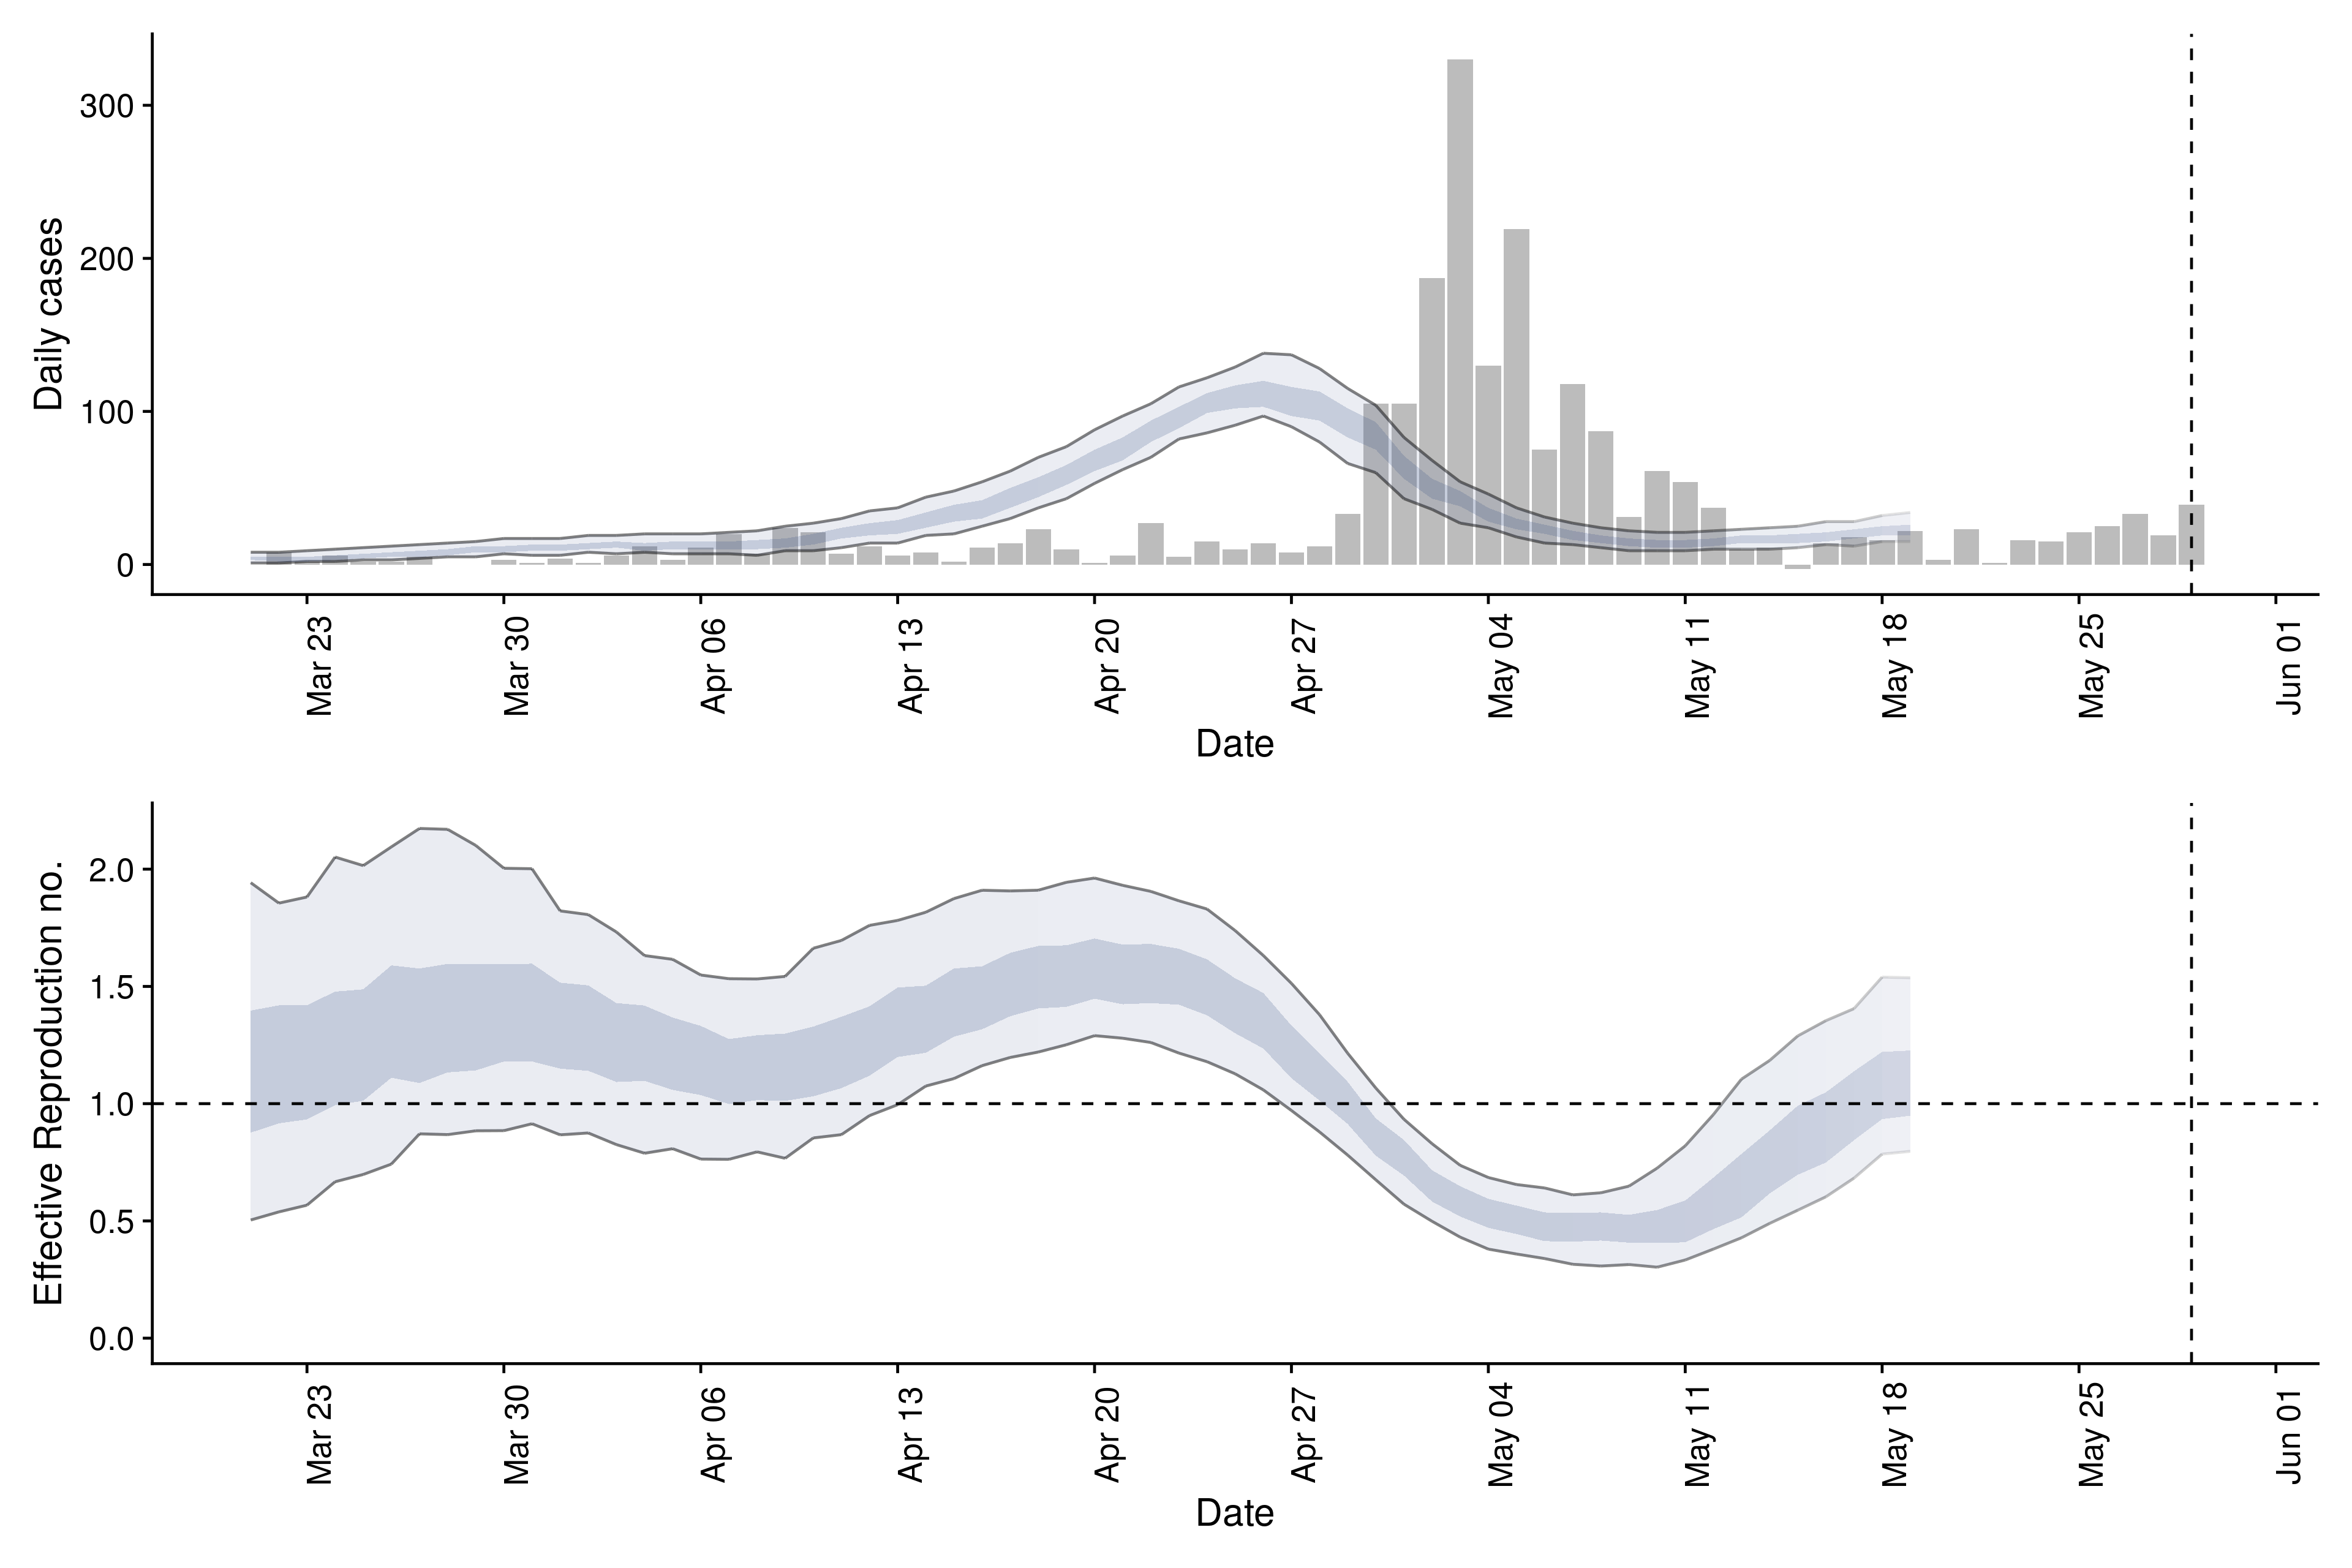 Daily cases
300
200
100
0
Mar 23
Mar 30
Apr 06
Apr 13
Apr 20
Apr 27
May 04
May 11
May 18
May 25
Jun 01
Date
Effective Reproduction no.
2.0
1.5
1.0
0.5
0.0
Mar 23
Mar 30
Apr 06
Apr 13
Apr 20
Apr 27
May 04
May 11
May 18
May 25
Jun 01
Date